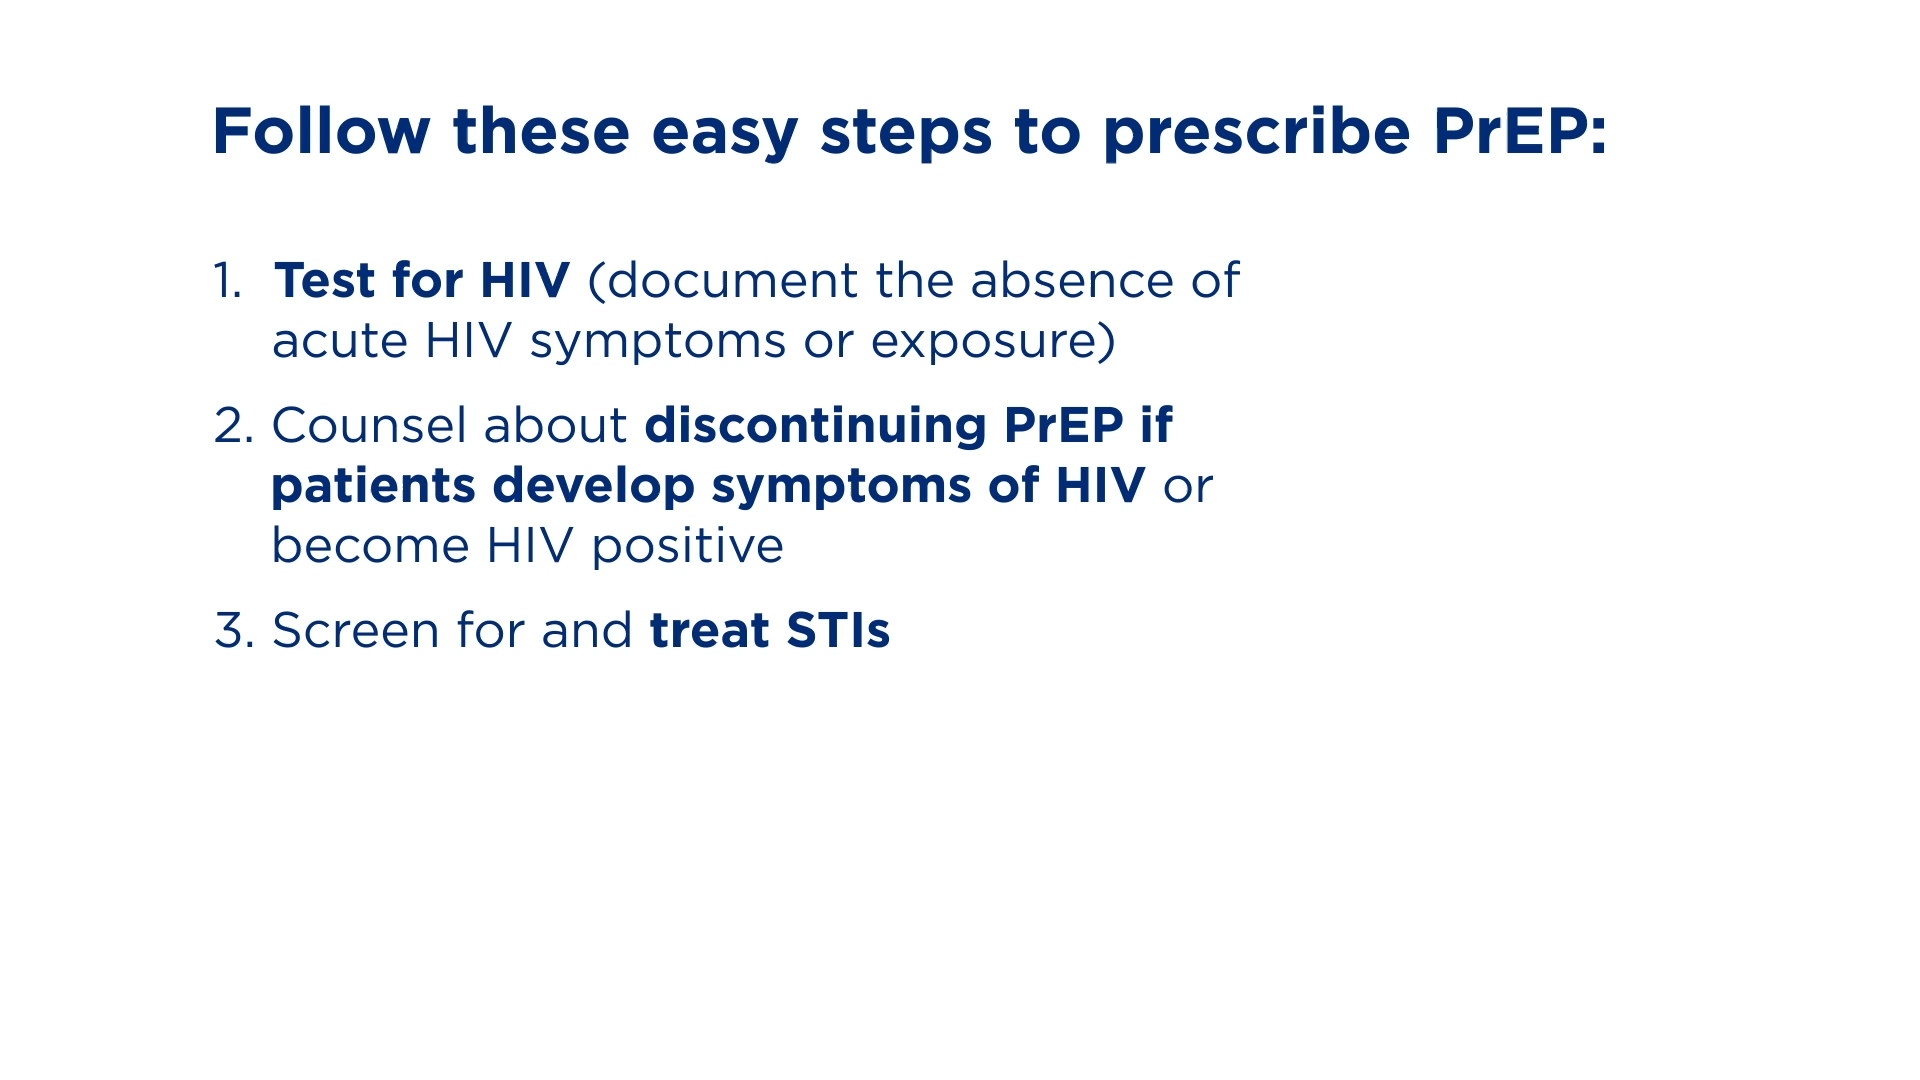 Follow these easy steps to prescribe PrEP:
1. Test for HIV (document the absence of
acute HIV symptoms or exposure)
2. Counsel about discontinuing PrEP if
patients develop symptoms of HIV or
become HIV positive
3. Screen for and treat STIs